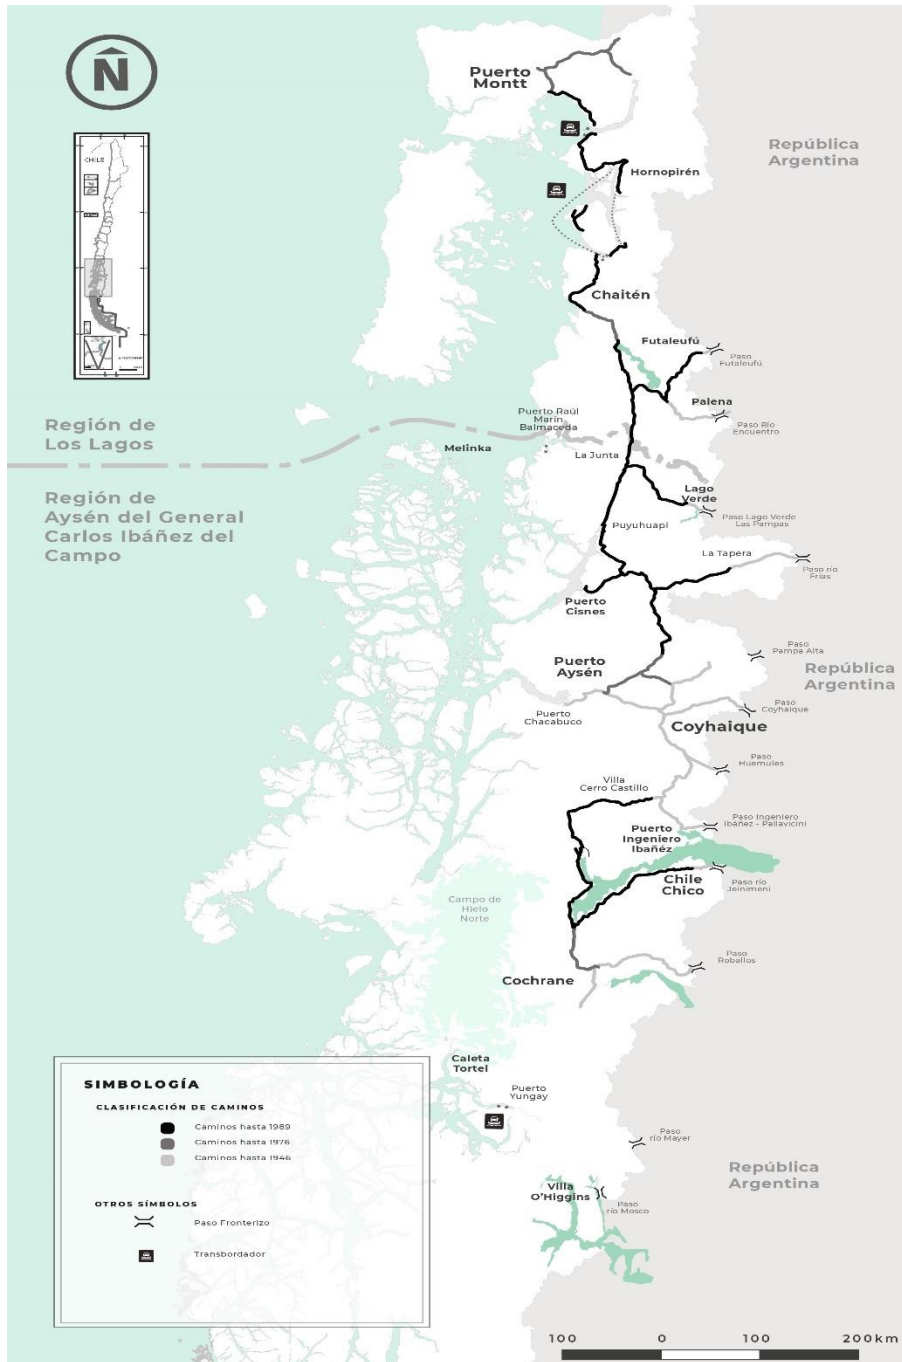 N
CHILE
Puerto
Montt
República
Argentina
Hornopirén
Chaitén
Futaleufú
Paso
Futaleufú
Palena
Paso Río
Encuentro
Región de
Los Lagos
Puerto Raúl
Marín
Balmaceda
Melinka
La Junta
Región de
Aysén del General
Carlos Ibáñez del
Campo
Lago
Verde
Paso Lago Verde
Las Pampas
Puyuhuapi
La Tapera
Paso río
Frías
Puerto
Cisnes
Paso
Pampa Alta
Puerto
Aysén
República
Argentina
Paso
Coyhaique
Puerto
Chacabuco
Coyhaique
Paso
Huemules
Villa
Cerro Castillo
Paso Ingeniero
Ibáñez - Pallavicini
Puerto
Ingeniero
Ibañéz
Chile
Chico
Paso río
Jeinimeni
Campo de
Hielo
Norte
Paso
Roballos
Cochrane
Caleta
Tortel
Puerto
Yungay
Paso
río Mayer
República
Argentina
Villa
O'Higgins
Paso
río Mosco
SIMBOLOGÍA
CLASIFICACIÓN DE CAMINOS
Caminos hasta 1989
Caminos hasta 1976
Caminos hasta 1946
OTROS SÍMBOLOS
Paso Fronterizo
Transbordador
100 0 100 200km